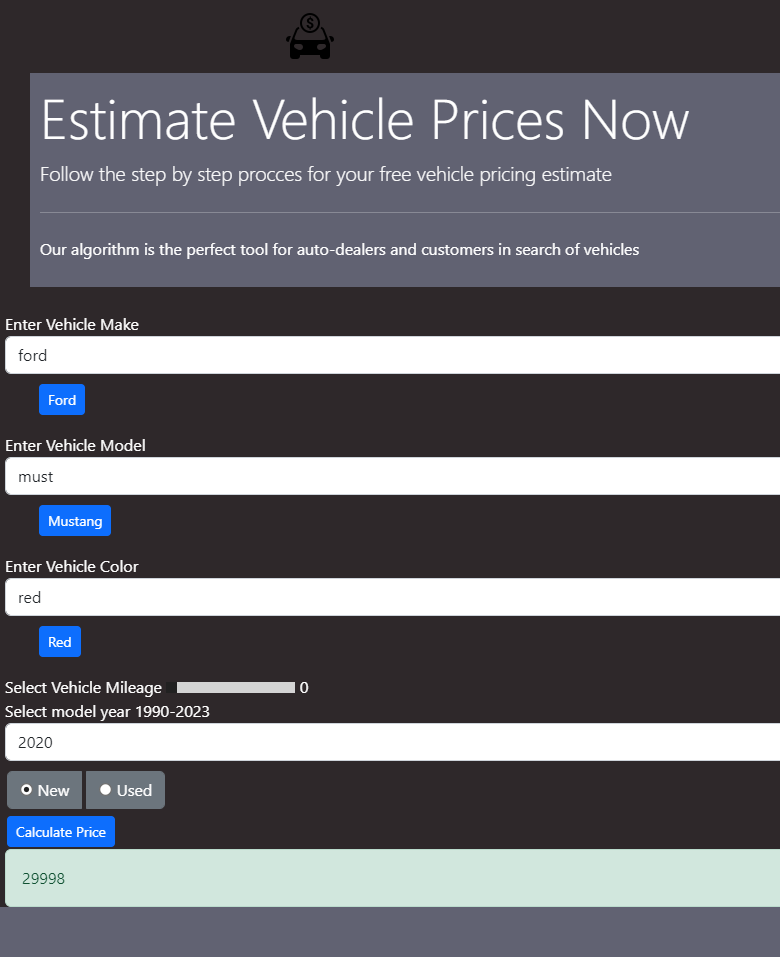 $
Estimate Vehicle Prices Now
Follow the step by step procces for your free vehicle pricing estimate
Our algorithm is the perfect tool for auto-dealers and customers in search of vehicles
Enter Vehicle Make
ford
Ford
Enter Vehicle Model
must
Mustang
Enter Vehicle Color
red
Red
Select Vehicle Mileage 0
Select model year 1990-2023
2020
New Used
Calculate Price
29998